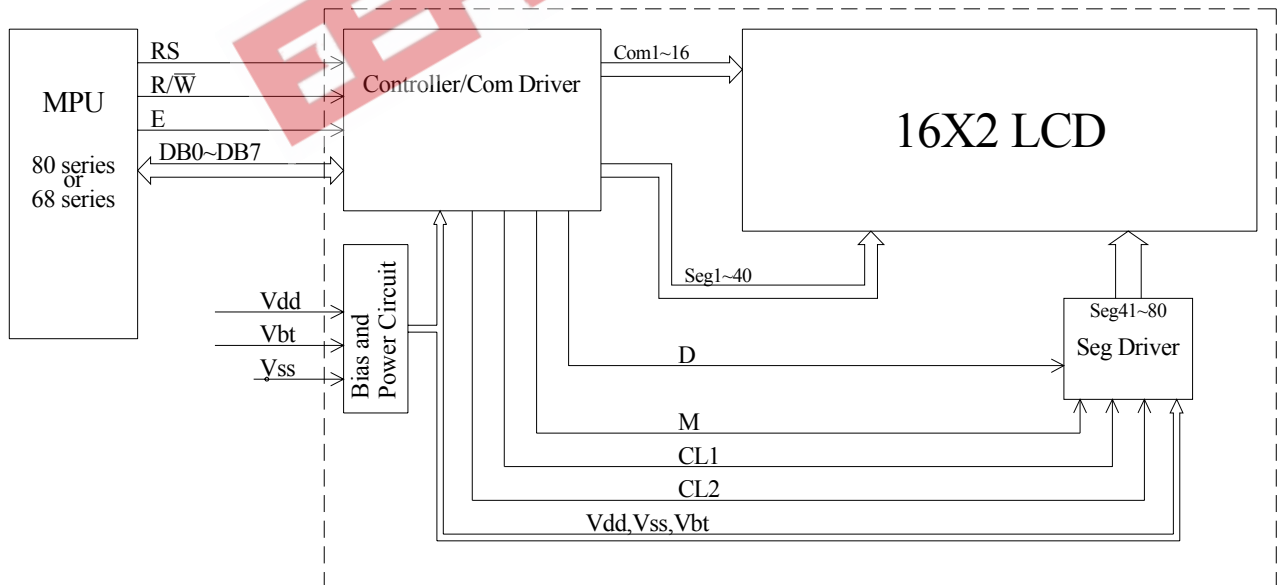 MPU
80 series
or
68 series
RS
R/W̅
E
DB0~DB7
Controller/Com Driver
Com1~16
16X2 LCD
Seg1~40
Seg41~80
Seg Driver
Vdd
Vbt
Vss
Bias and
Power Circuit
D
M
CL1
CL2
Vdd,Vss,Vbt